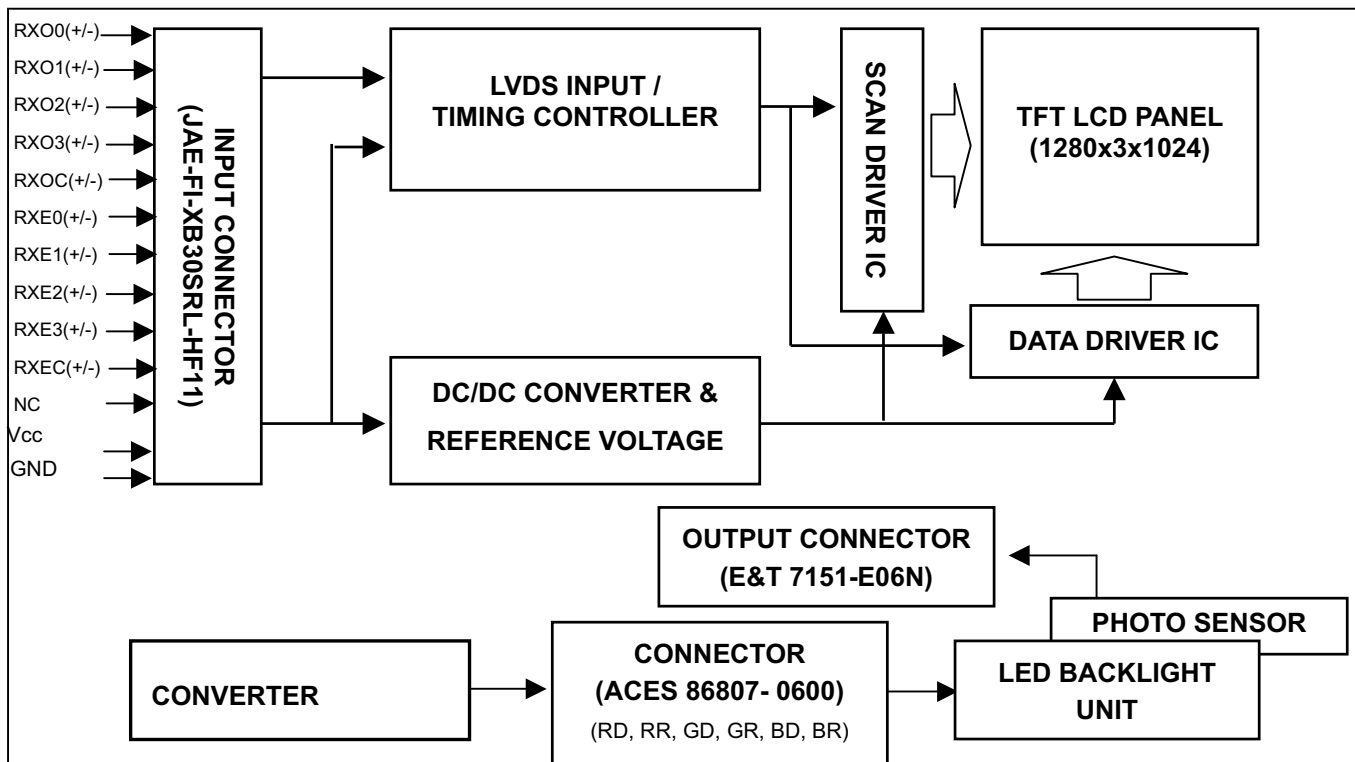 RXO0(+/-)
RXO1(+/-)
RXO2(+/-)
RXO3(+/-)
RXOC(+/-)
RXE0(+/-)
RXE1(+/-)
RXE2(+/-)
RXE3(+/-)
RXEC(+/-)
NC
Vcc
GND
INPUT CONNECTOR
(JAE-FI-XB30SRL-HF11)
LVDS INPUT /
TIMING CONTROLLER
SCAN DRIVER IC
TFT LCD PANEL
(1280x3x1024)
DATA DRIVER IC
DC/DC CONVERTER &
REFERENCE VOLTAGE
OUTPUT CONNECTOR
(E&T 7151-E06N)
PHOTO SENSOR
CONVERTER
CONNECTOR
(ACES 86807- 0600)
(RD, RR, GD, GR, BD, BR)
LED BACKLIGHT
UNIT